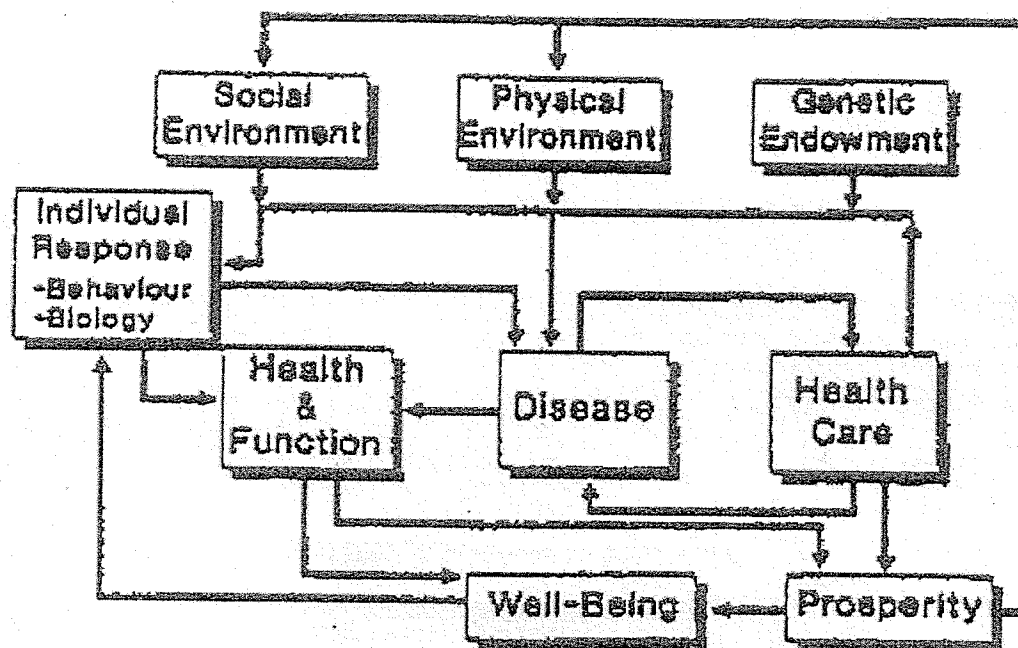 Social
Environment
Physical
Environment
Genetic
Endowment
Individual
Response
-Behaviour
-Biology
Health
&
Function
Disease
Health
Care
Well-Being
Prosperity